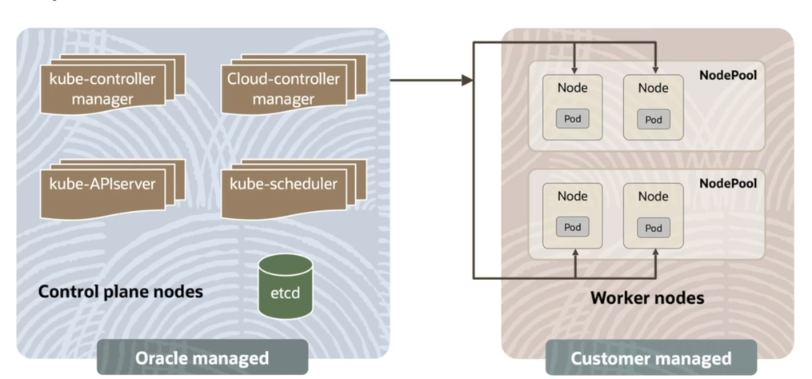 kube-controller
manager
Cloud-controller
manager
kube-APIserver
kube-scheduler
Control plane nodes
etcd
Oracle managed
NodePool
Node
Pod
Node
Pod
NodePool
Node
Pod
Node
Pod
Worker nodes
Customer managed